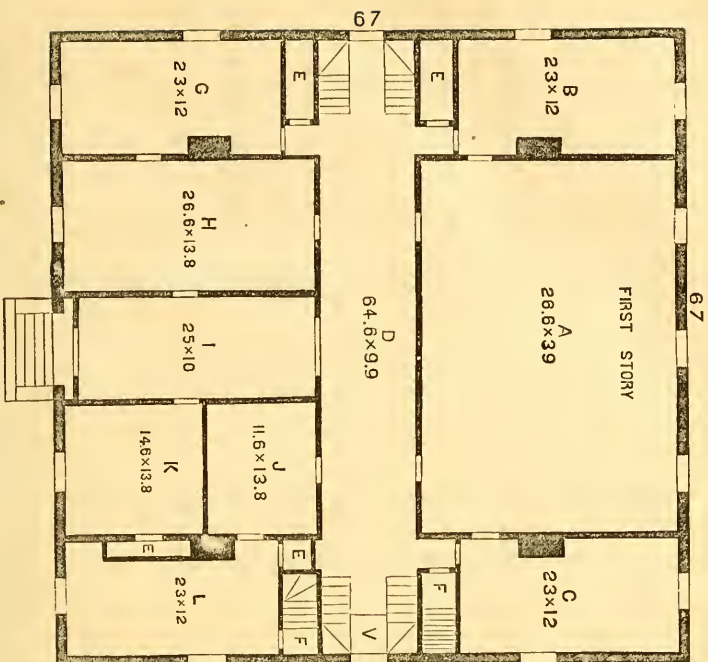 67
67
FIRST STORY
B
23×12
E
E
G
23×12
A
28.6×39
D
64.6×9.9
H
26.6×13.8
I
25×10
J
11.6×13.8
K
14.6×13.8
C
23×12
F
V
E
F
E
L
23×12